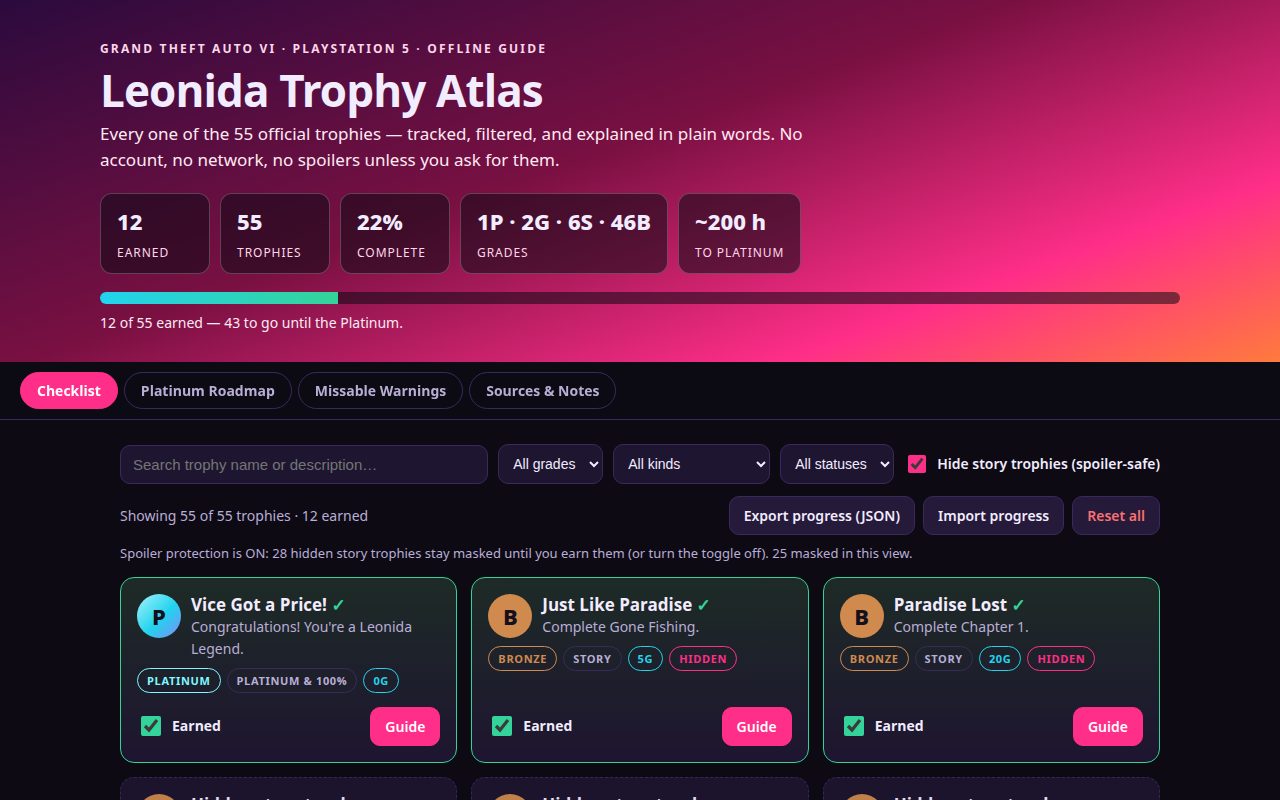 GRAND THEFT AUTO VI · PLAYSTATION 5 · OFFLINE GUIDE
Leonida Trophy Atlas
Every one of the 55 official trophies — tracked, filtered, and explained in plain words. No
account, no network, no spoilers unless you ask for them.
12
EARNED
55
TROPHIES
22%
COMPLETE
1P · 2G · 6S · 46B
GRADES
~200 h
TO PLATINUM
12 of 55 earned — 43 to go until the Platinum.
Checklist
Platinum Roadmap
Missable Warnings
Sources & Notes
Search trophy name or description…
All grades
All kinds
All statuses
Hide story trophies (spoiler-safe)
Showing 55 of 55 trophies · 12 earned
Export progress (JSON)
Import progress
Reset all
Spoiler protection is ON: 28 hidden story trophies stay masked until you earn them (or turn the toggle off). 25 masked in this view.
P
Vice Got a Price! ✓
Congratulations! You're a Leonida
Legend.
PLATINUM
PLATINUM & 100%
0G
Earned
Guide
B
Just Like Paradise ✓
Complete Gone Fishing.
BRONZE
STORY
5G
HIDDEN
Earned
Guide
B
Paradise Lost ✓
Complete Chapter 1.
BRONZE
STORY
20G
HIDDEN
Earned
Guide